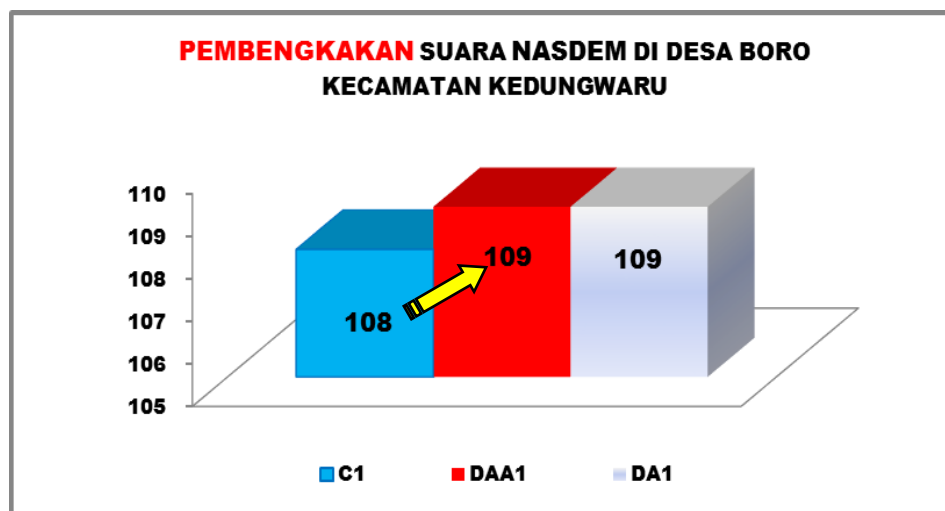 PEMBENGKAKAN SUARA NASDEM DI DESA BORO
KECAMATAN KEDUNGWARU
110
109
108
107
106
105
108
109
109
C1
DAA1
DA1